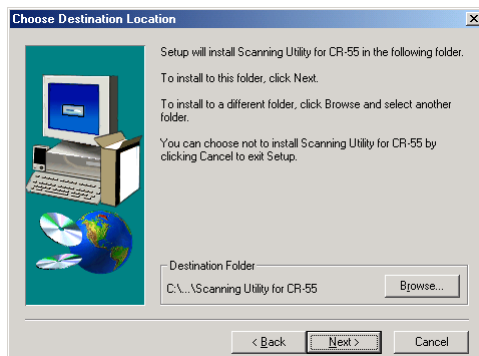 Choose Destination Location
Setup will install Scanning Utility for CR-55 in the following folder.
To install to this folder, click Next.
To install to a different folder, click Browse and select another
folder.
You can choose not to install Scanning Utility for CR-55 by
clicking Cancel to exit Setup.
Destination Folder
C:\...\Scanning Utility for CR-55
Browse...
< Back
Next >
Cancel